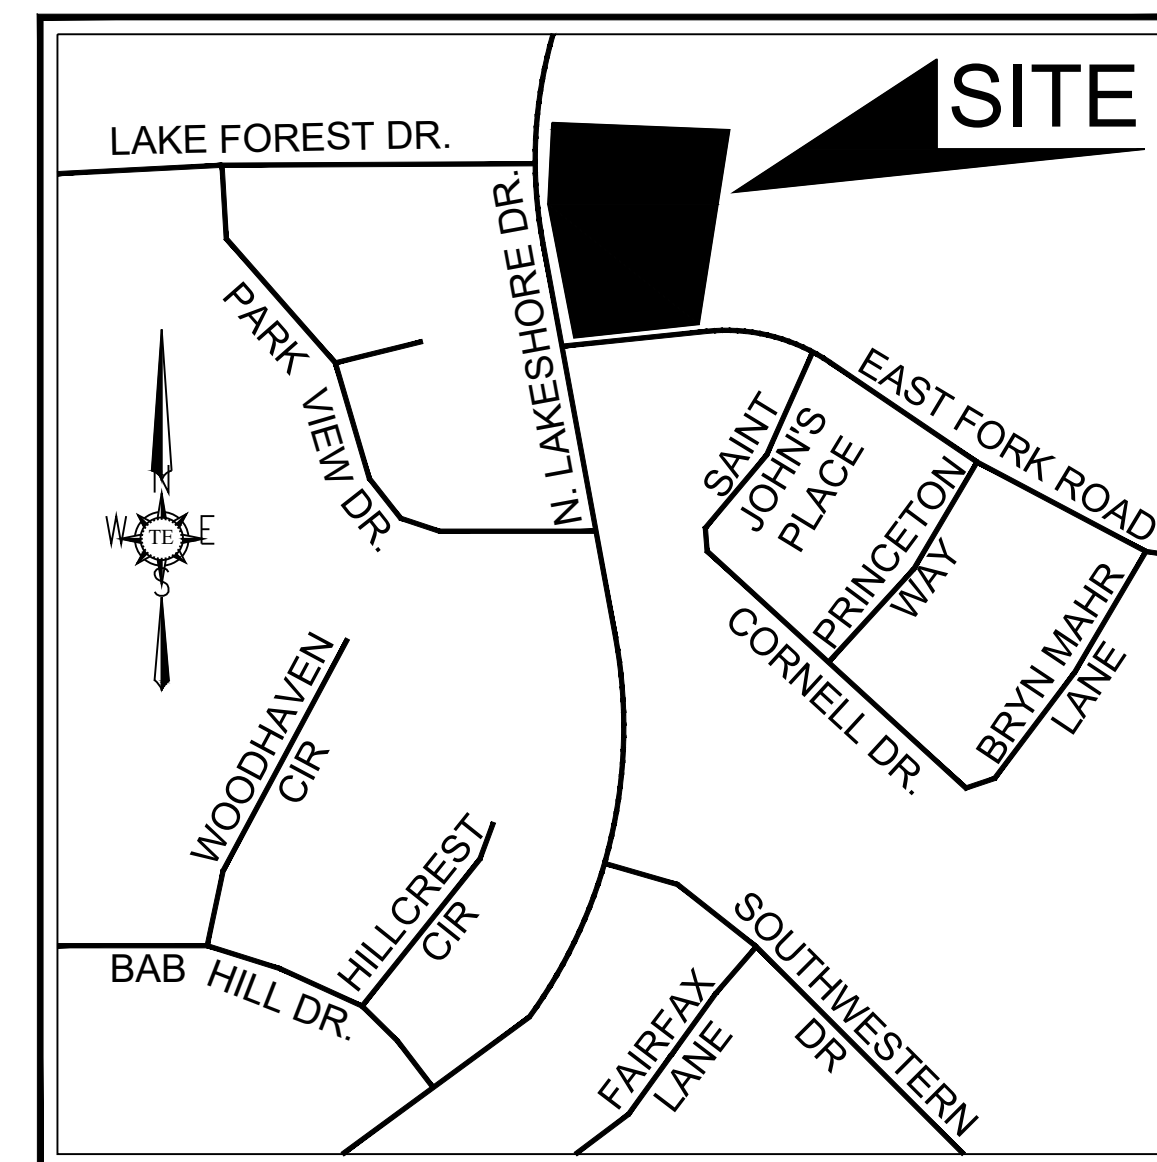 SITE
LAKE FOREST DR.
N. LAKESHORE DR.
PARK VIEW DR.
EAST FORK ROAD
SAINT
JOHN'S
PLACE
PRINCETON
WAY
BRYN MAHR
LANE
CORNELL DR.
N
W TE E
S
WOODHAVEN
CIR
HILLCREST
CIR
BAB HILL DR.
SOUTHWESTERN
DR
FAIRFAX
LANE